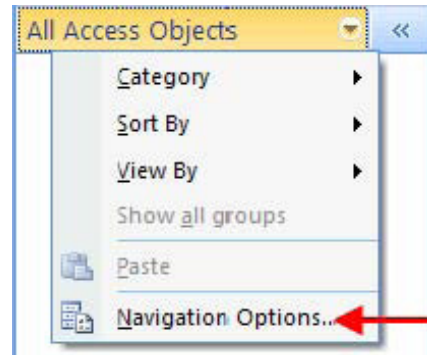 All Access Objects
Category
Sort By
View By
Show all groups
Paste
Navigation Options...